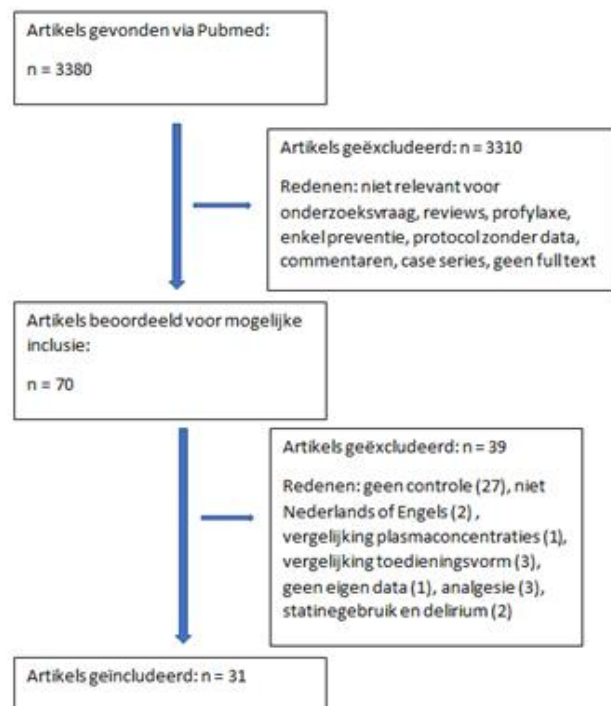 Artikels gevonden via Pubmed:
n = 3380
Artikels geëxcludeerd: n = 3310
Redenen: niet relevant voor
onderzoeksvraag, reviews, profylaxe,
enkel preventie, protocol zonder data,
commentaren, case series, geen full text
Artikels beoordeeld voor mogelijke
inclusie:
n = 70
Artikels geëxcludeerd: n = 39
Redenen: geen controle (27), niet
Nederlands of Engels (2) ,
vergelijking plasmaconcentraties (1),
vergelijking toedieningsvorm (3),
geen eigen data (1), analgesie (3),
statinegebruik en delirium (2)
Artikels geïncludeerd: n = 31